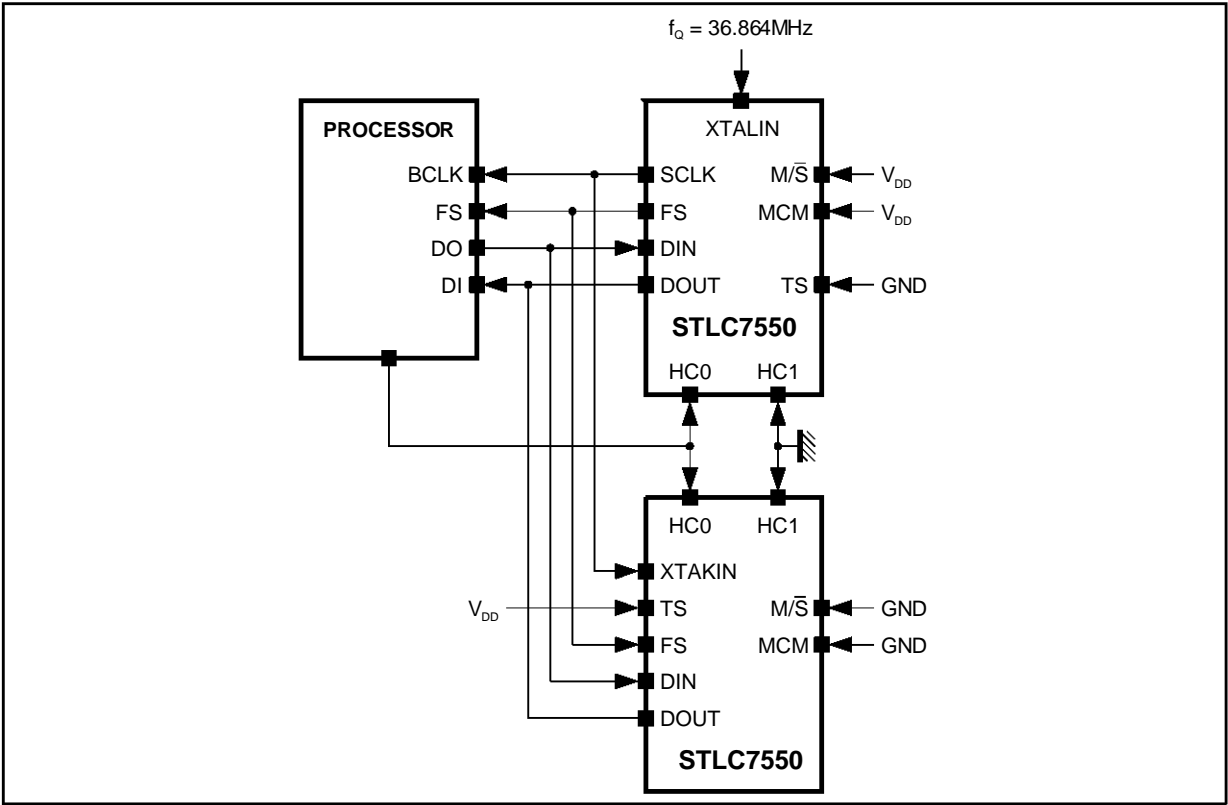 fQ = 36.864MHz
PROCESSOR
BCLK
FS
DO
DI
XTALIN
SCLK
FS
DIN
DOUT
M/S̅
MCM
TS
VDD
VDD
GND
STLC7550
HC0
HC1
HC0
HC1
XTAKIN
TS
FS
DIN
DOUT
VDD
M/S̅
MCM
GND
GND
STLC7550